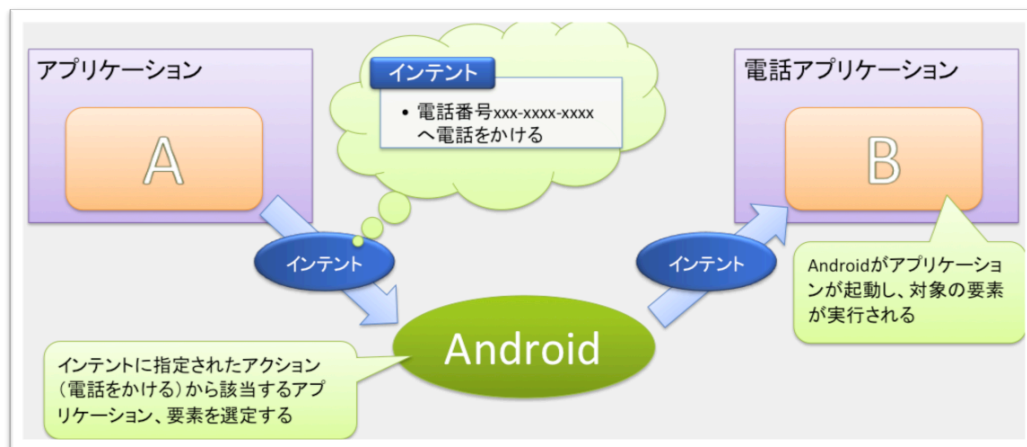 アプリケーション
A
インテント
• 電話番号xxx-xxxx-xxxx
へ電話をかける
電話アプリケーション
B
インテント
インテント
Androidがアプリケーショ
ンが起動し、対象の要素
が実行される
Android
インテントに指定されたアクション
（電話をかける）から該当するアプ
リケーション、要素を選定する